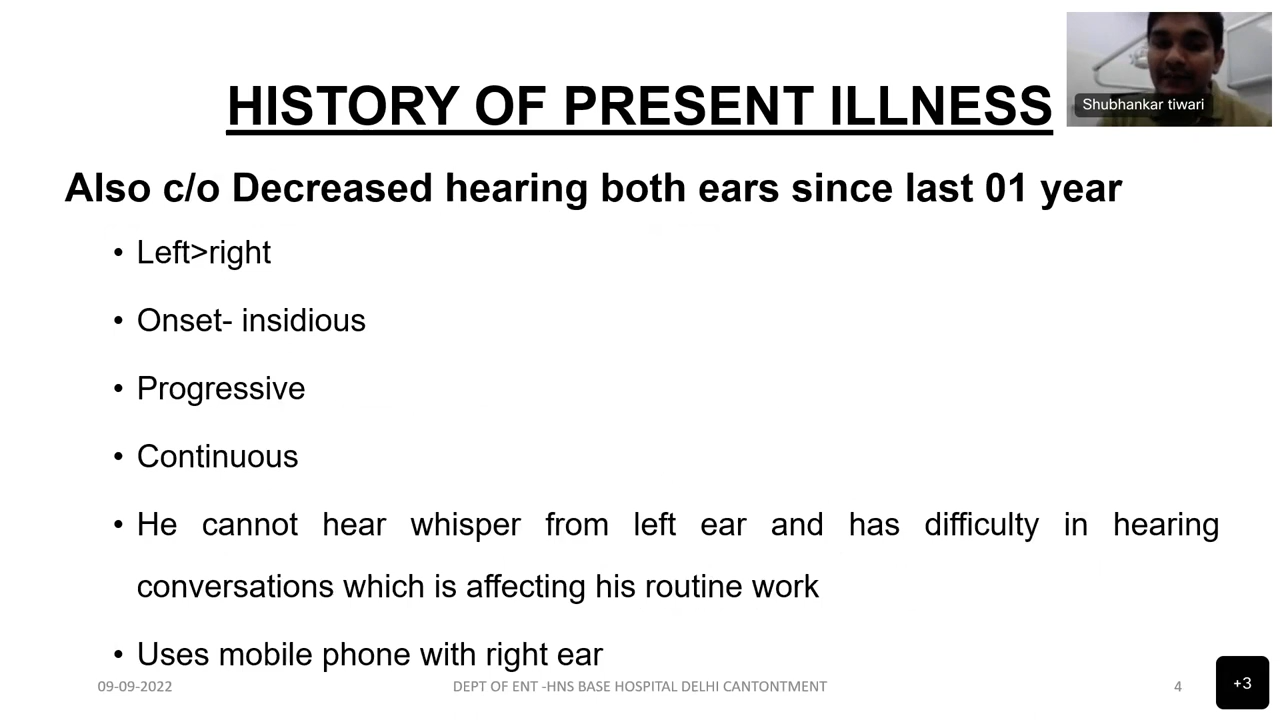 HISTORY OF PRESENT ILLNESS
Shubhankar tiwari
Also c/o Decreased hearing both ears since last 01 year
• Left>right
• Onset- insidious
• Progressive
• Continuous
• He cannot hear whisper from left ear and has difficulty in hearing
conversations which is affecting his routine work
• Uses mobile phone with right ear
09-09-2022
DEPT OF ENT -HNS BASE HOSPITAL DELHI CANTONTMENT
4
+3